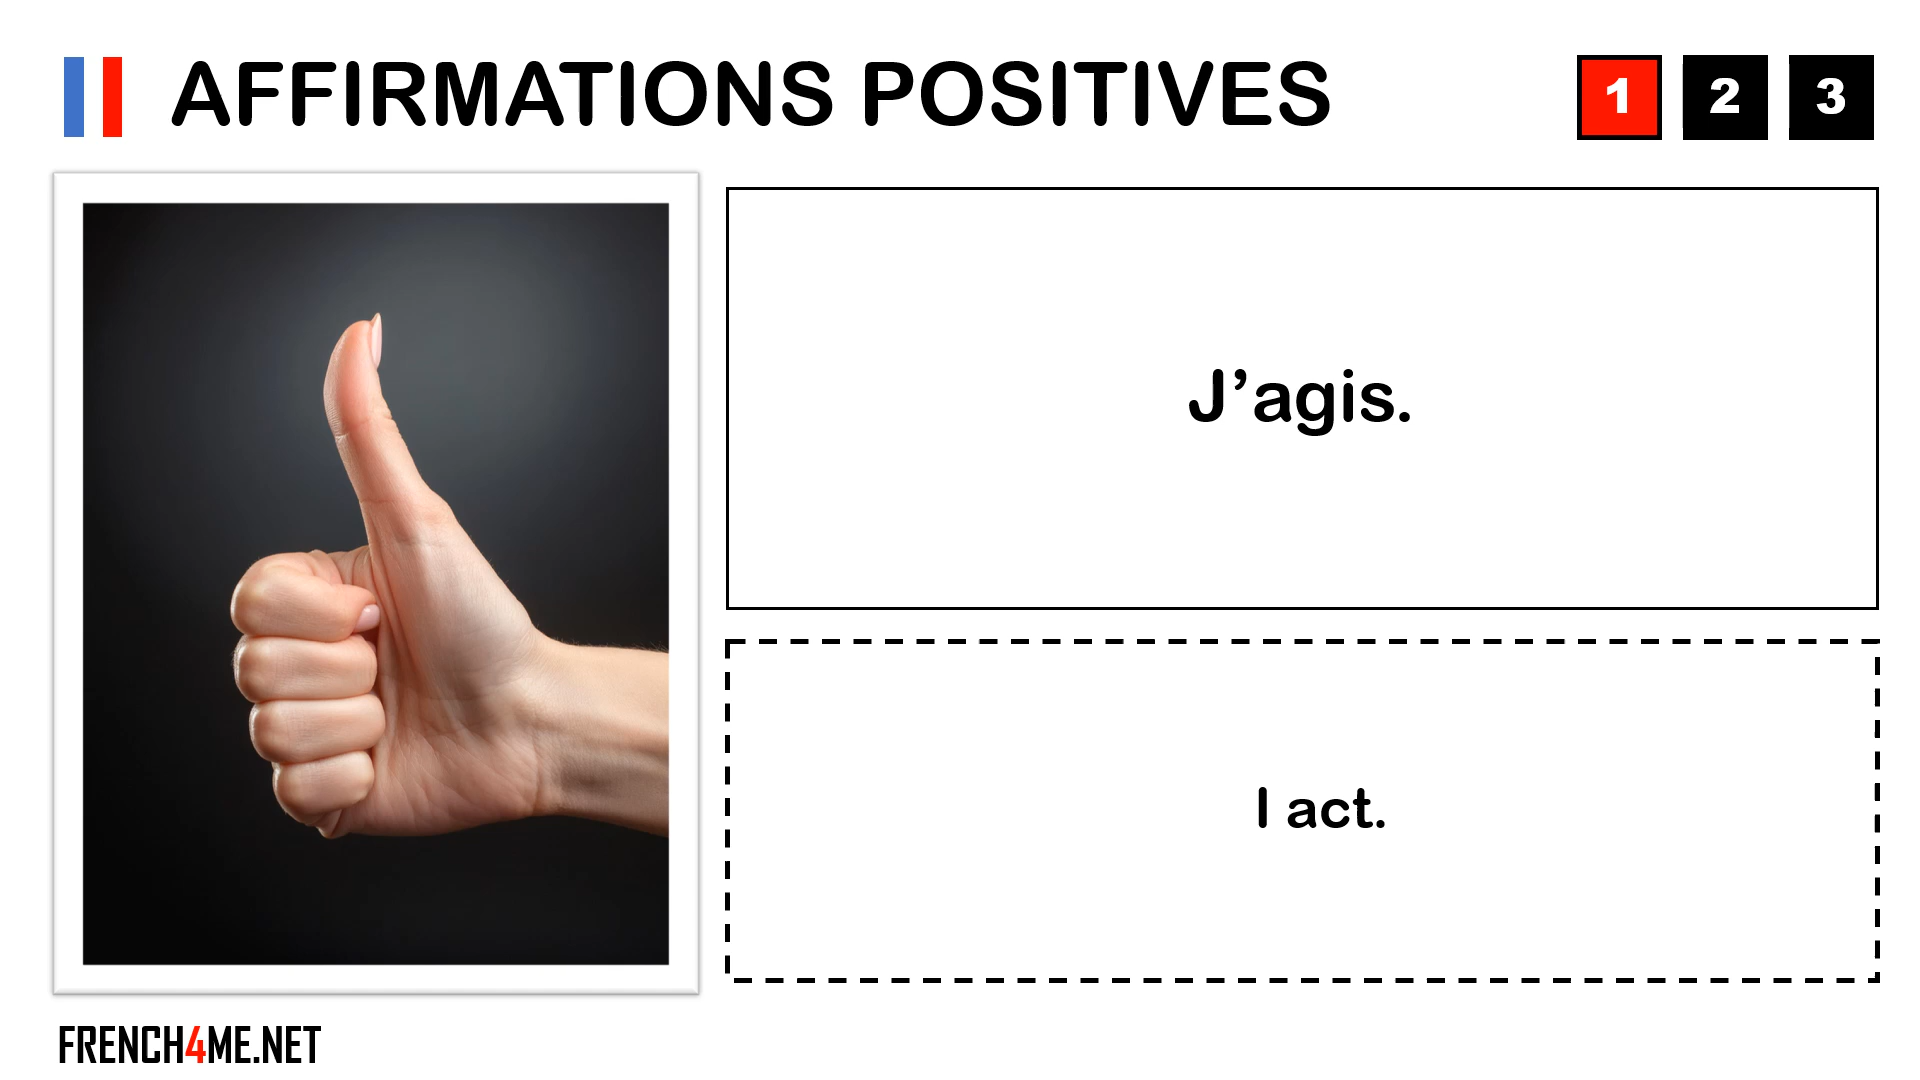 AFFIRMATIONS POSITIVES
1 2 3
J’agis.
I act.
FRENCH4ME.NET